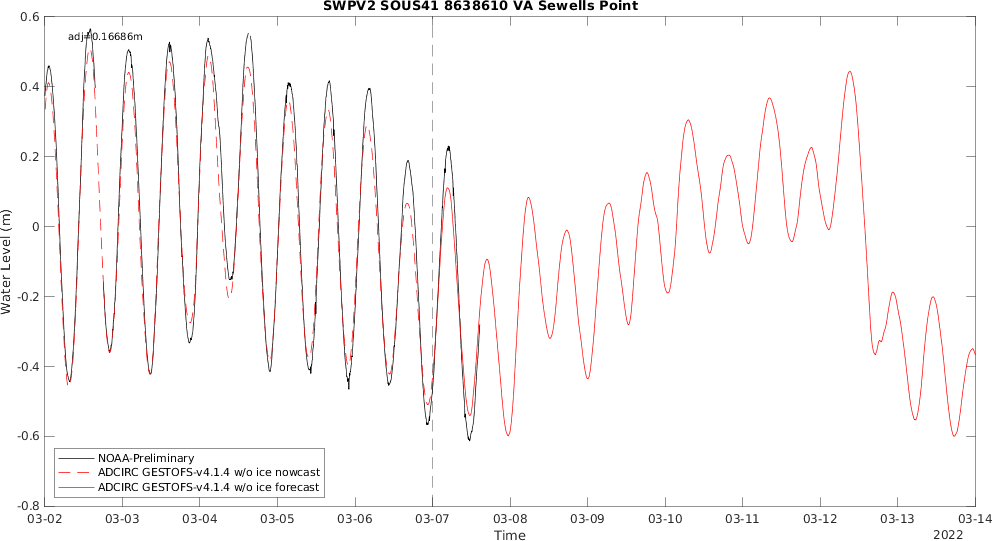 SWPV2 SOUS41 8638610 VA Sewells Point
adj=0.16686m
Water Level (m)
0.6
0.4
0.2
0
-0.2
-0.4
-0.6
-0.8
NOAA-Preliminary
ADCIRC GESTOFS-v4.1.4 w/o ice nowcast
ADCIRC GESTOFS-v4.1.4 w/o ice forecast
03-02 03-03 03-04 03-05 03-06 03-07 03-08 03-09 03-10 03-11 03-12 03-13 03-14
Time
2022